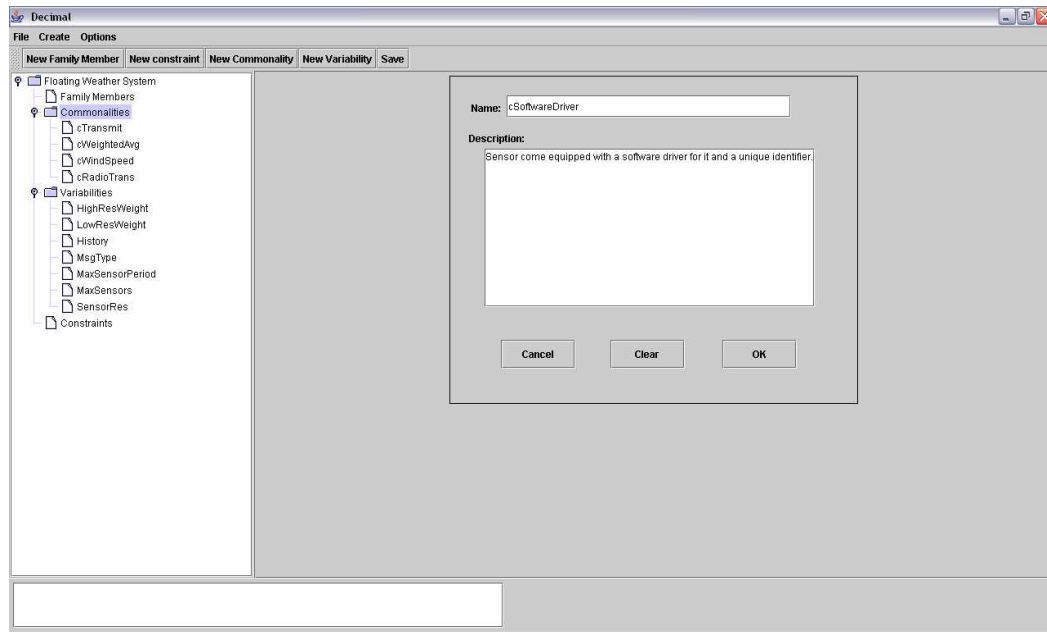 Decimal
File Create Options
New Family Member New constraint New Commonality New Variability Save
Floating Weather System
Family Members
Commonalities
cTransmit
cWeightedAvg
cWindSpeed
cRadioTrans
Variabilities
HighResWeight
LowResWeight
History
MsgType
MaxSensorPeriod
MaxSensors
SensorRes
Constraints
Name: cSoftwareDriver
Description:
Sensor come equipped with a software driver for it and a unique identifier.
Cancel Clear OK